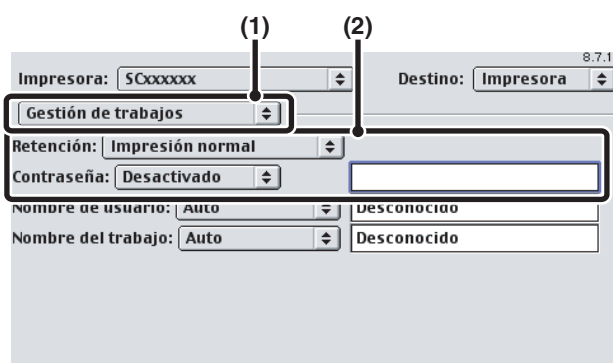 (1) (2)
8.7.1
Impresora: SCxxxxxx Destino: Impresora
Gestión de trabajos
Retención: Impresión normal
Contraseña: Desactivado
Nombre de usuario: Auto Desconocido
Nombre del trabajo: Auto Desconocido